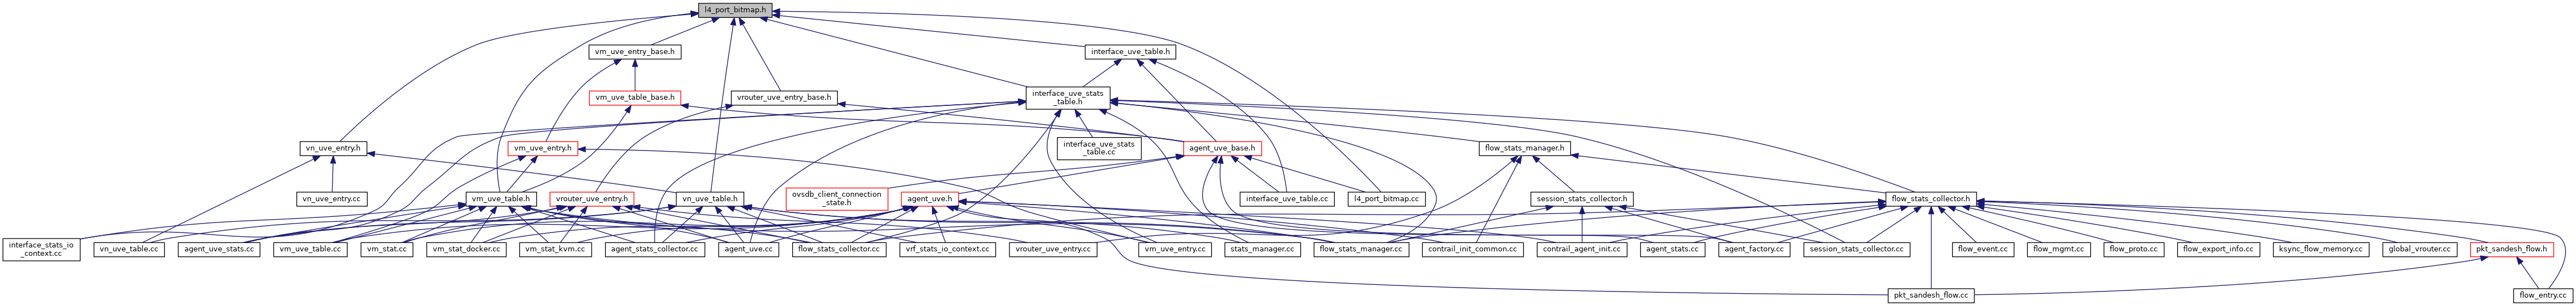 l4_port_bitmap.h
vm_uve_entry_base.h
interface_uve_table.h
vm_uve_table_base.h
vrouter_uve_entry_base.h
interface_uve_stats
_table.h
vn_uve_entry.h
vm_uve_entry.h
interface_uve_stats
_table.cc
agent_uve_base.h
flow_stats_manager.h
vn_uve_entry.cc
vm_uve_table.h
vrouter_uve_entry.h
vn_uve_table.h
ovsdb_client_connection
_state.h
agent_uve.h
interface_uve_table.cc
l4_port_bitmap.cc
session_stats_collector.h
flow_stats_collector.h
interface_stats_io
_context.cc
vn_uve_table.cc
agent_uve_stats.cc
vm_uve_table.cc
vm_stat.cc
vm_stat_docker.cc
vm_stat_kvm.cc
agent_stats_collector.cc
agent_uve.cc
flow_stats_collector.cc
vrf_stats_io_context.cc
vrouter_uve_entry.cc
vm_uve_entry.cc
stats_manager.cc
flow_stats_manager.cc
contrail_init_common.cc
contrail_agent_init.cc
agent_stats.cc
agent_factory.cc
session_stats_collector.cc
flow_event.cc
flow_mgmt.cc
flow_proto.cc
flow_export_info.cc
ksync_flow_memory.cc
global_vrouter.cc
pkt_sandesh_flow.h
pkt_sandesh_flow.cc
flow_entry.cc